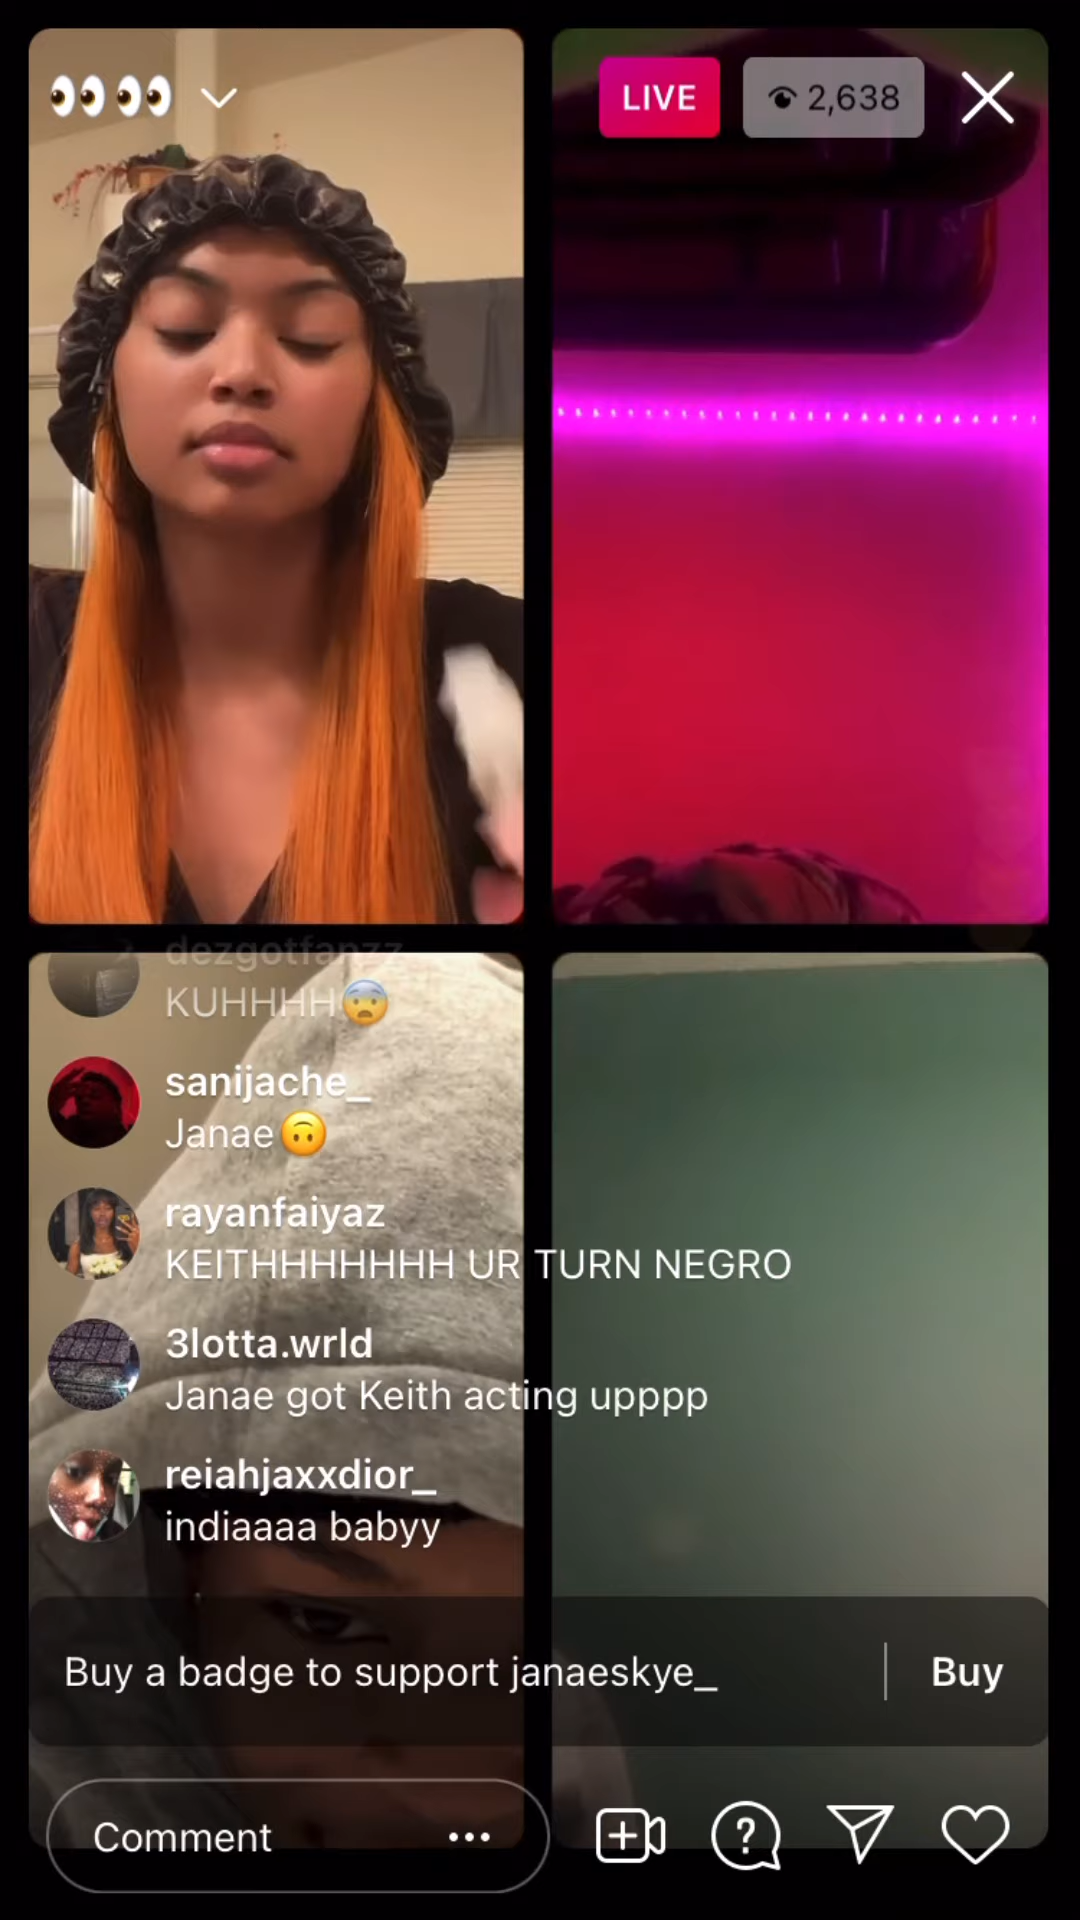 👀👀
LIVE
2,638
dezgotfanzz
KUHHHH😨
sanijache_
Janae🙃
rayanfaiyaz
KEITHHHHHHH UR TURN NEGRO
3lotta.wrld
Janae got Keith acting upppp
reiahjaxxdior_
indiaaaa babyy
Buy a badge to support janaeskye_
Buy
Comment